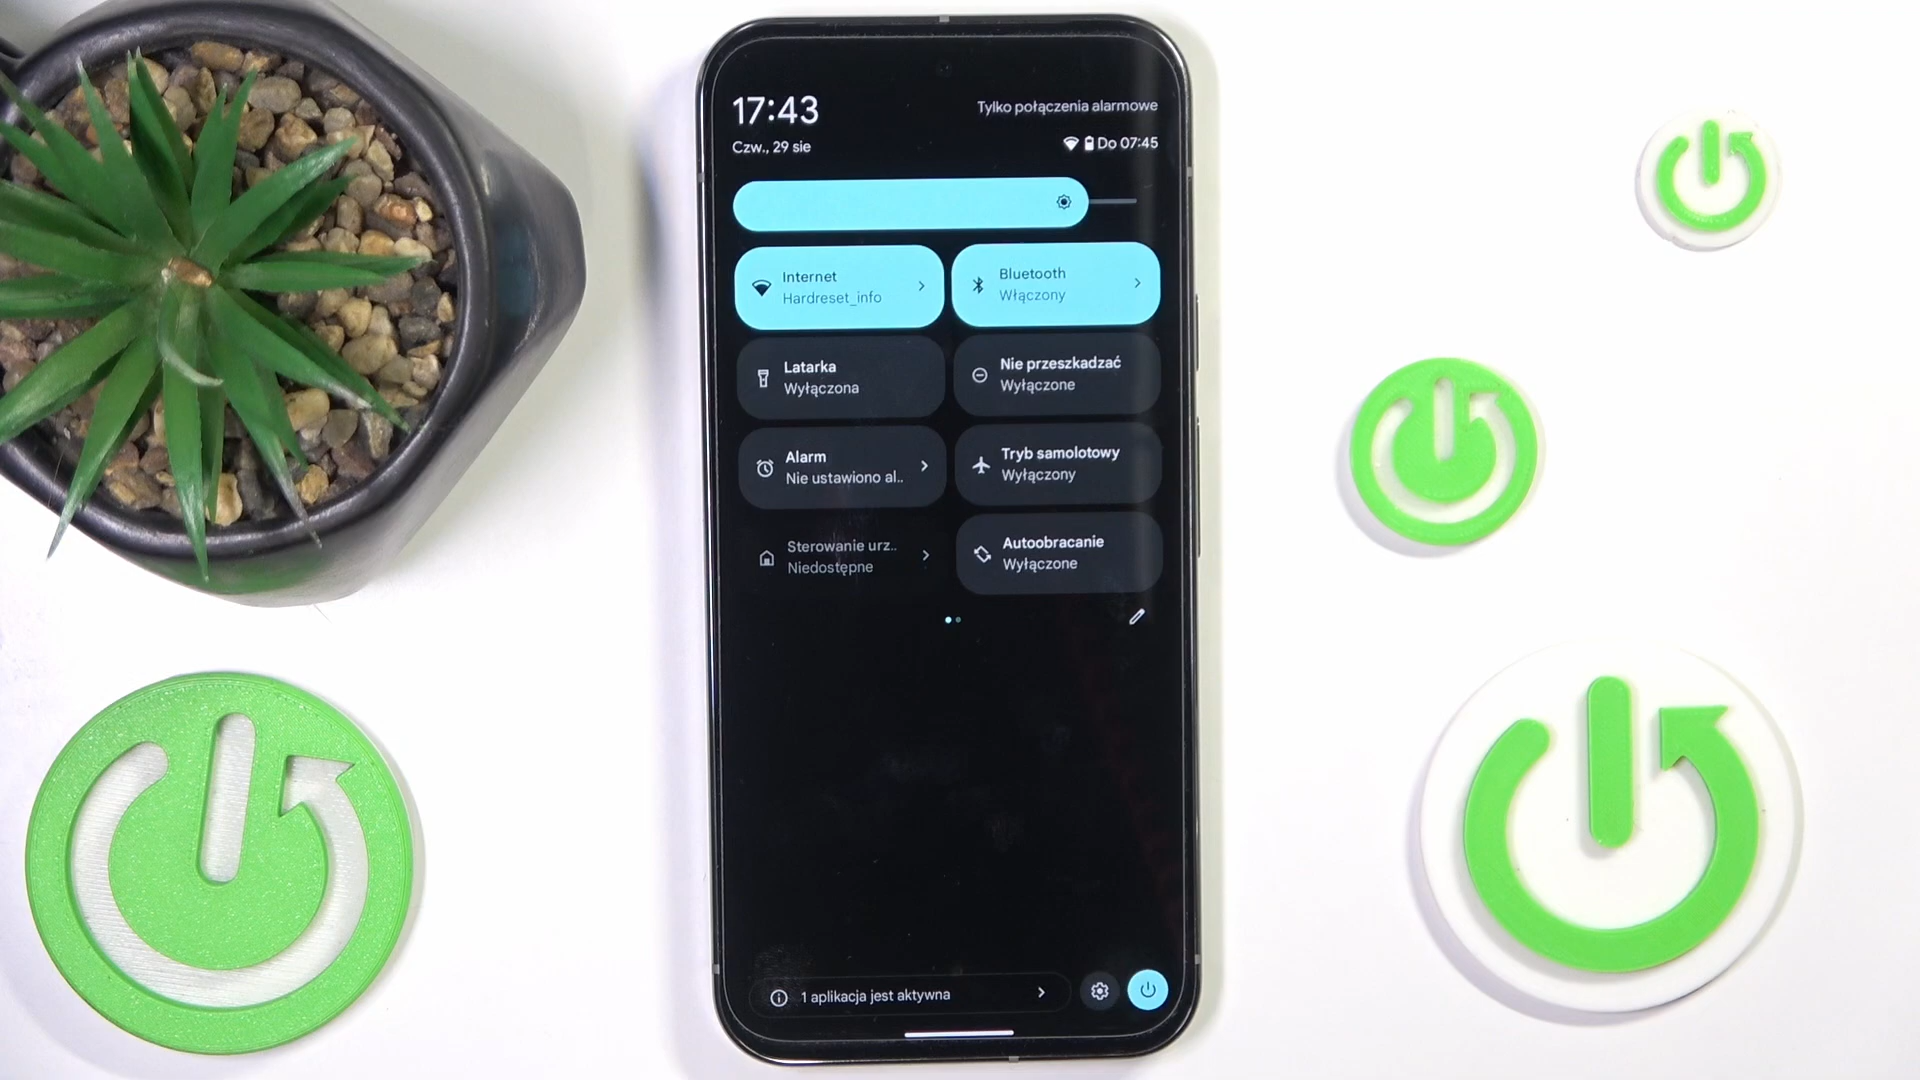 17:43
Tylko połączenia alarmowe
Czw., 29 sie
Do 07:45
Internet
Hardreset_info
Bluetooth
Włączony
Latarka
Wyłączona
Nie przeszkadzać
Wyłączone
Alarm
Nie ustawiono al..
Tryb samolotowy
Wyłączony
Sterowanie urz..
Niedostępne
Autoobracanie
Wyłączone
1 aplikacja jest aktywna